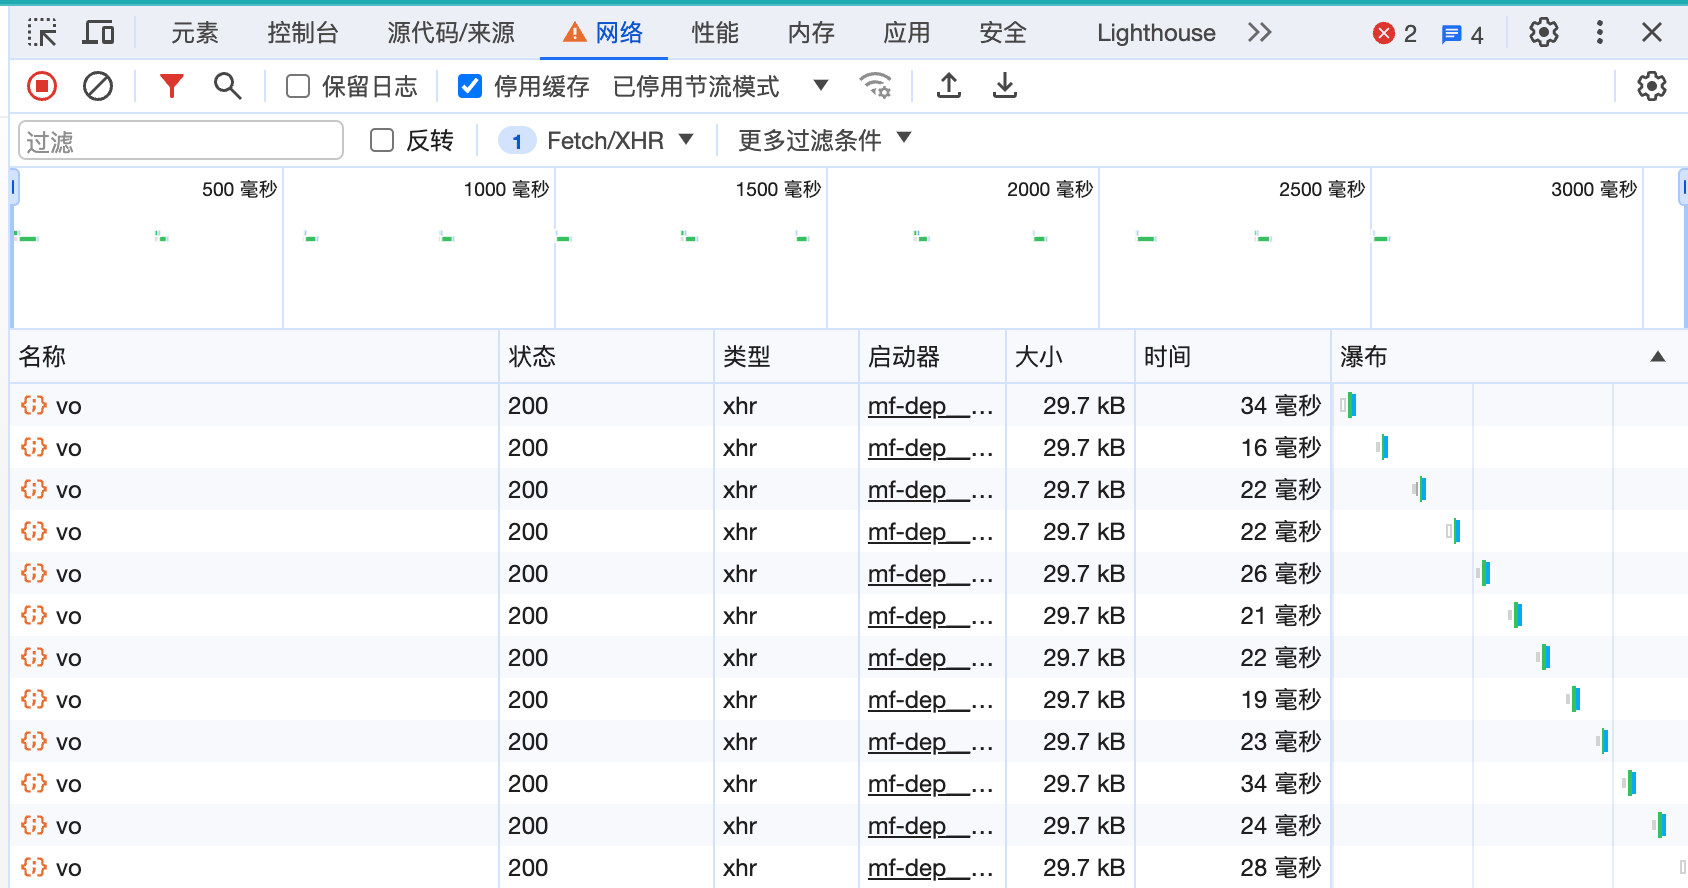 元素 控制台 源代码/来源 网络 性能 内存 应用 安全 Lighthouse 2 4
保留日志 停用缓存 已停用节流模式
过滤 反转 1 Fetch/XHR 更多过滤条件
500 毫秒 1000 毫秒 1500 毫秒 2000 毫秒 2500 毫秒 3000 毫秒
名称 状态 类型 启动器 大小 时间 瀑布
vo 200 xhr mf-dep__… 29.7 kB 34 毫秒
vo 200 xhr mf-dep__… 29.7 kB 16 毫秒
vo 200 xhr mf-dep__… 29.7 kB 22 毫秒
vo 200 xhr mf-dep__… 29.7 kB 22 毫秒
vo 200 xhr mf-dep__… 29.7 kB 26 毫秒
vo 200 xhr mf-dep__… 29.7 kB 21 毫秒
vo 200 xhr mf-dep__… 29.7 kB 22 毫秒
vo 200 xhr mf-dep__… 29.7 kB 19 毫秒
vo 200 xhr mf-dep__… 29.7 kB 23 毫秒
vo 200 xhr mf-dep__… 29.7 kB 34 毫秒
vo 200 xhr mf-dep__… 29.7 kB 24 毫秒
vo 200 xhr mf-dep__… 29.7 kB 28 毫秒